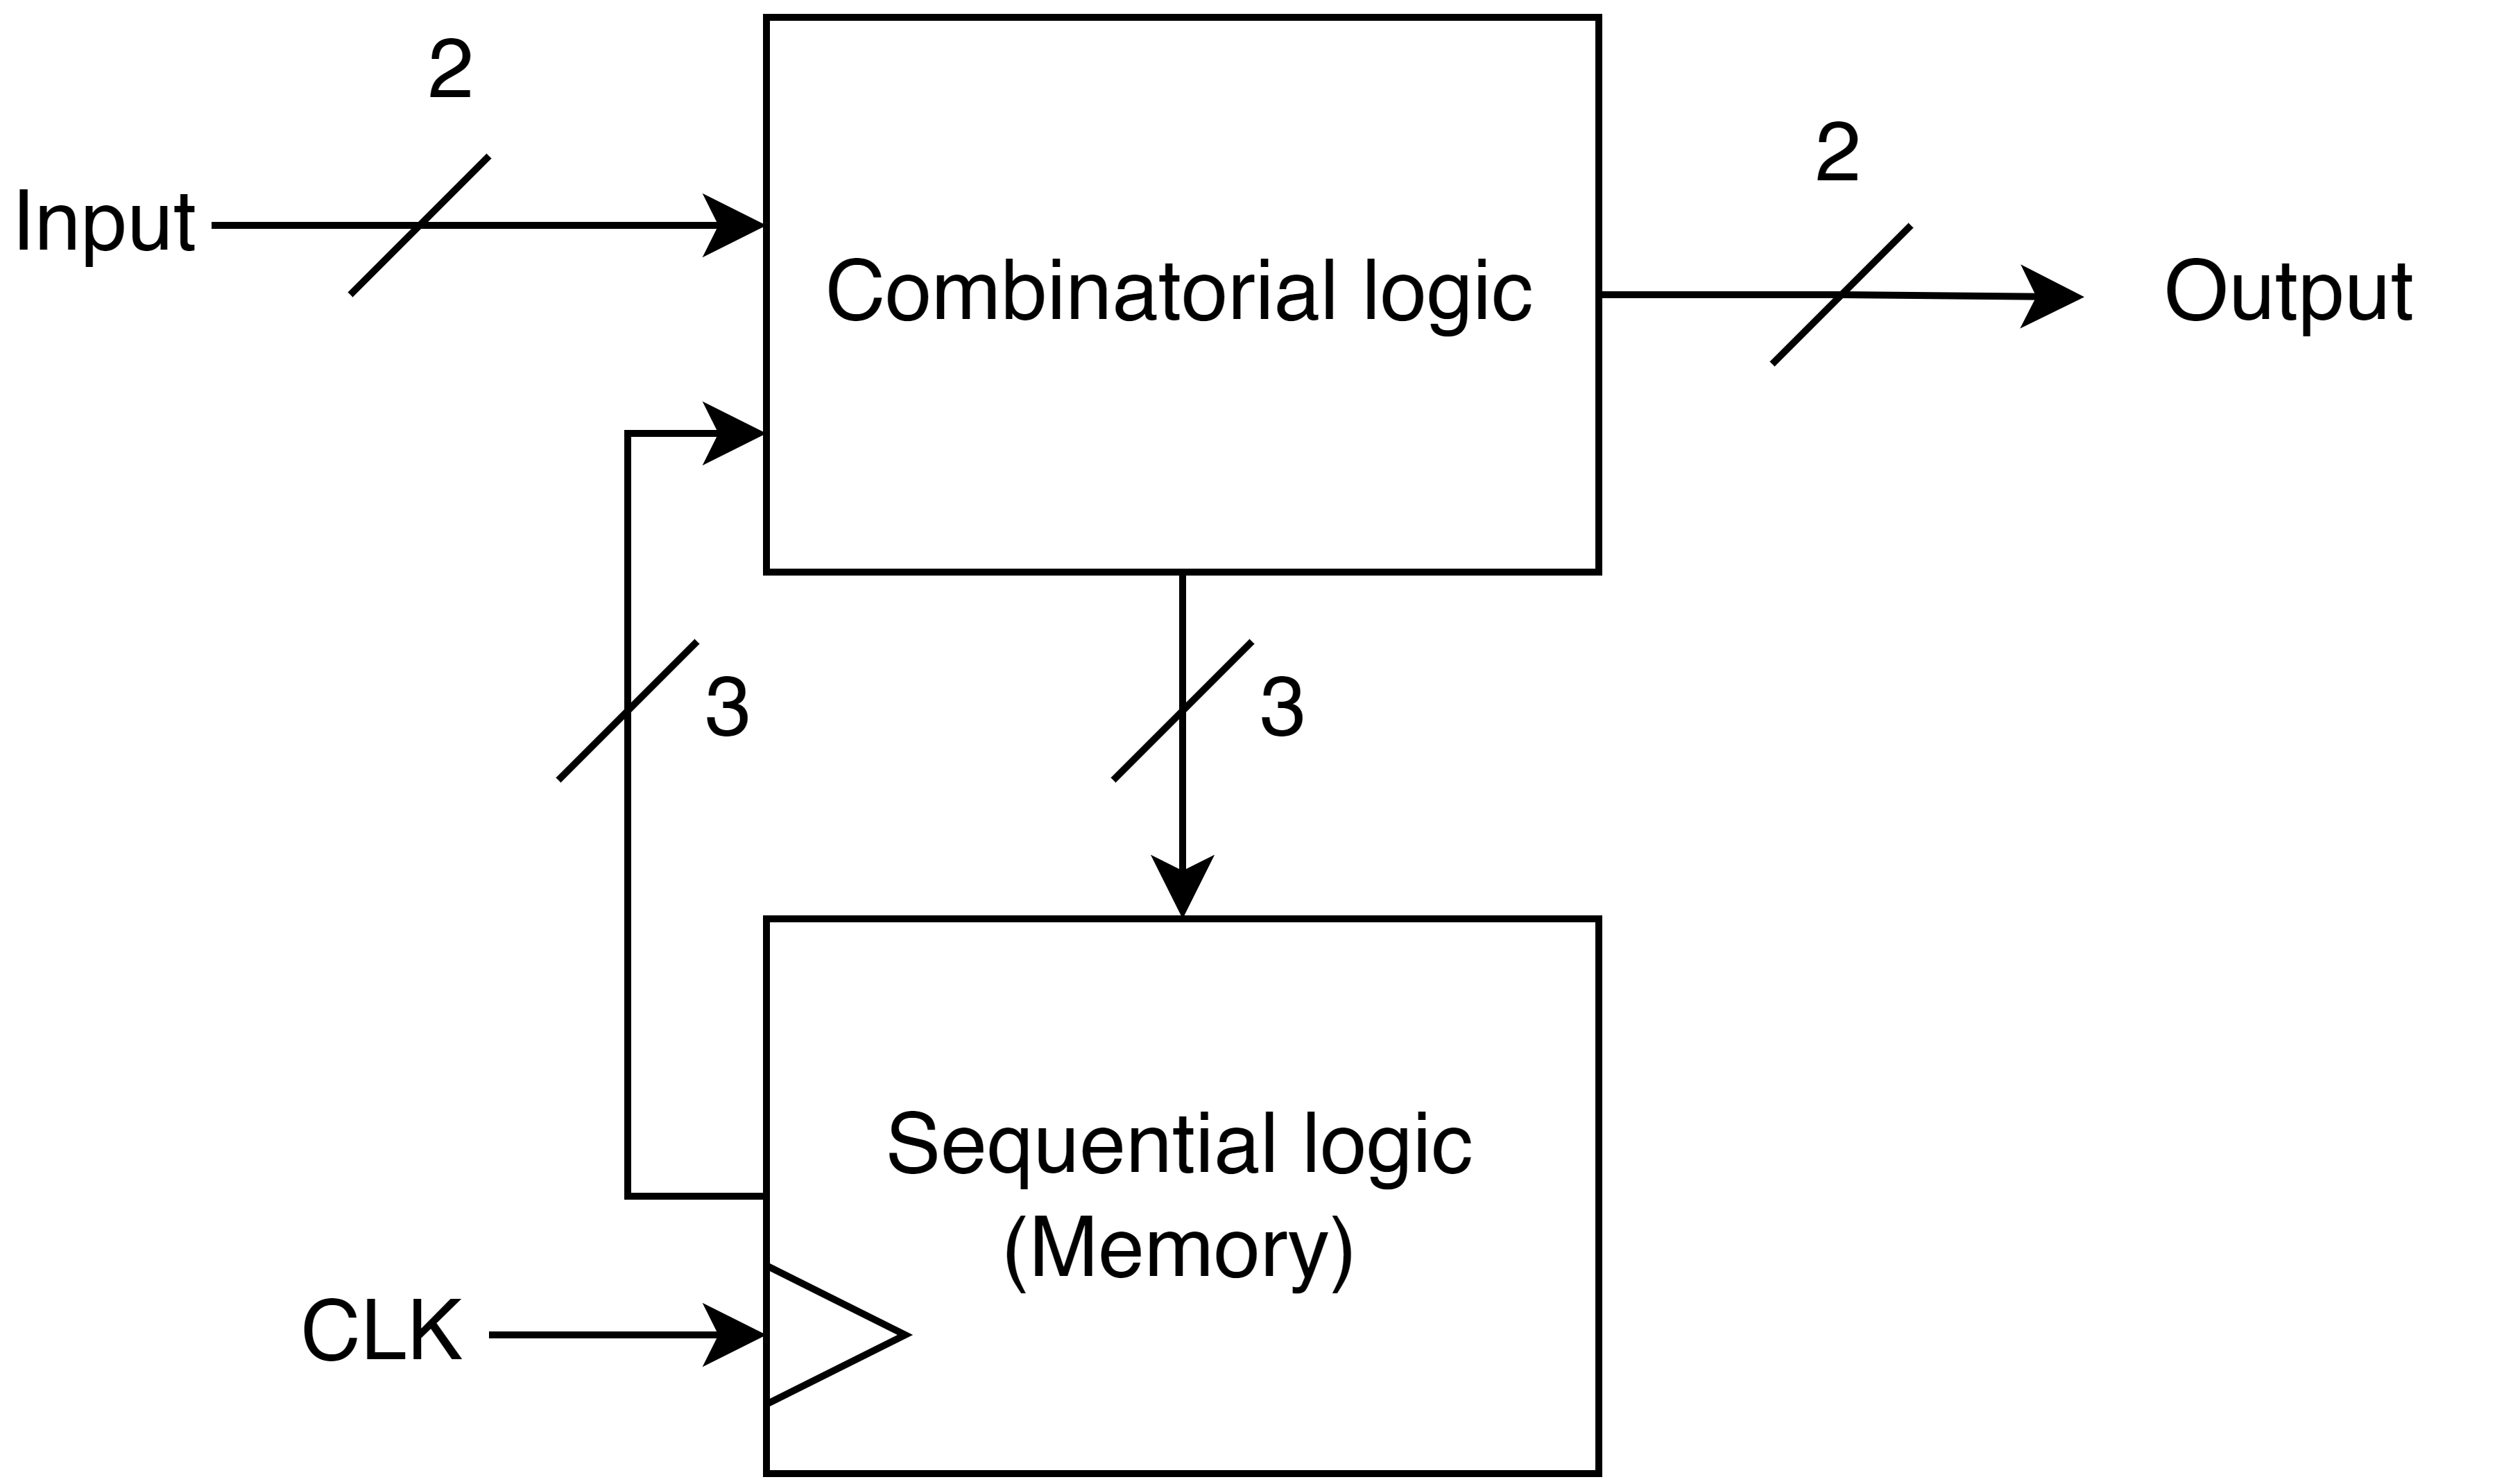 2
2
Input
Combinatorial logic
Output
3
3
Sequential logic
(Memory)
CLK